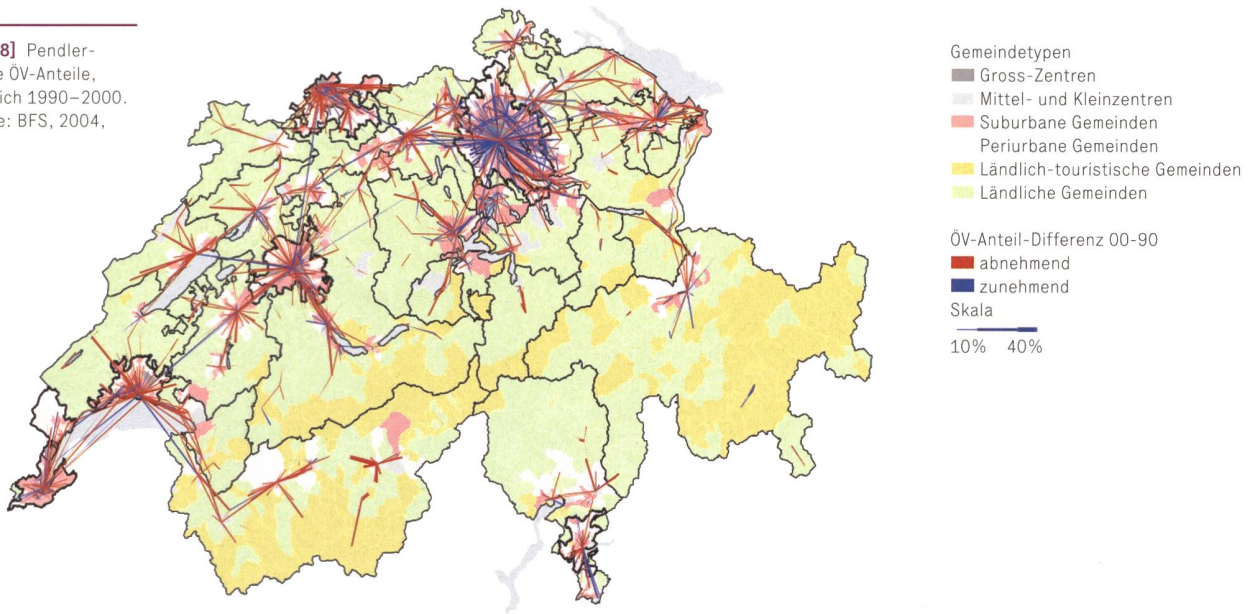 8] Pendler-
e ÖV-Anteile,
ich 1990–2000.
e: BFS, 2004,
Gemeindetypen
Gross-Zentren
Mittel- und Kleinzentren
Suburbane Gemeinden
Periurbane Gemeinden
Ländlich-touristische Gemeinden
Ländliche Gemeinden
ÖV-Anteil-Differenz 00-90
abnehmend
zunehmend
Skala
10% 40%